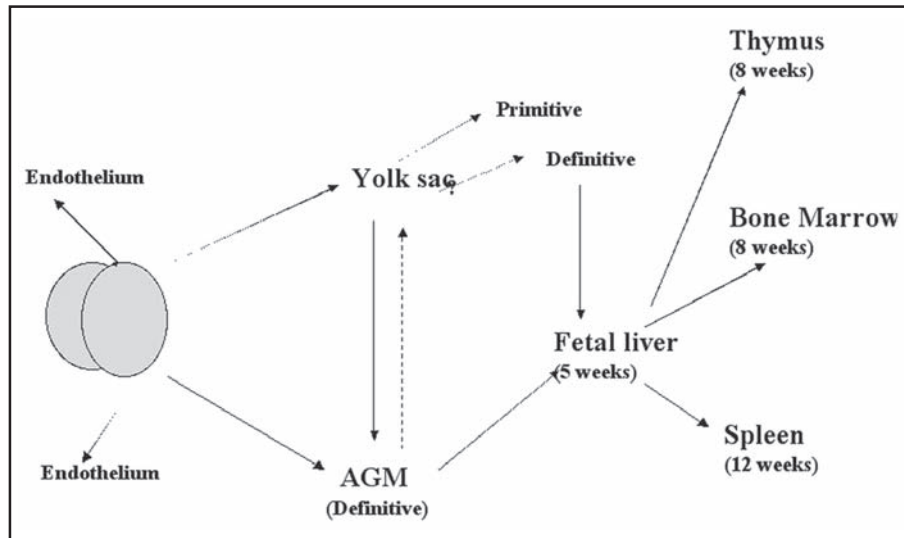 Thymus
(8 weeks)
Primitive
Definitive
Endothelium
Yolk sac?
Bone Marrow
(8 weeks)
Fetal liver
(5 weeks)
Spleen
(12 weeks)
Endothelium
AGM
(Definitive)